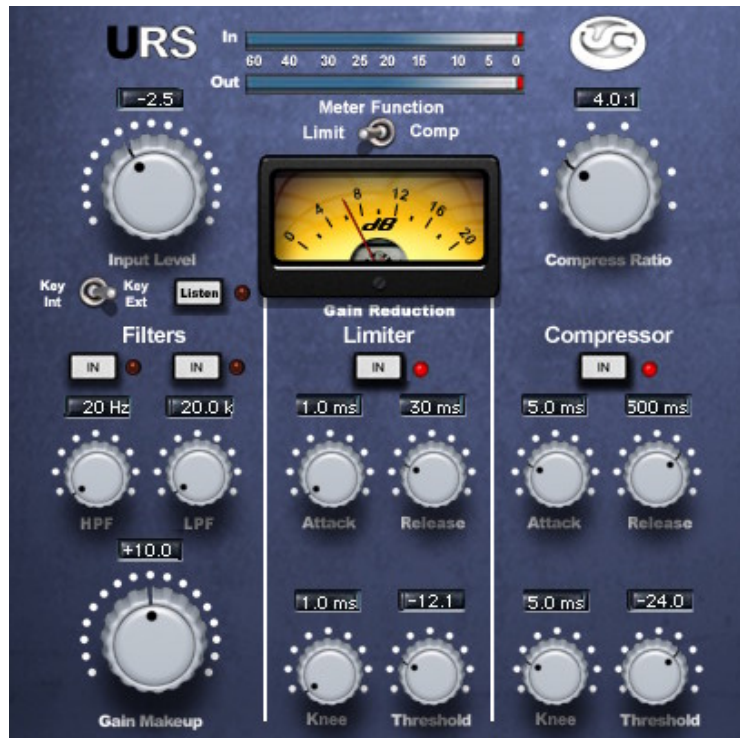 URS
In
60 40 30 25 20 15 10 5 0
Out
-2.5
4.0:1
Meter Function
Limit Comp
0 4 8 12 16 20
dB
Input Level
Compress Ratio
Key Int
Key Ext
Listen
Gain Reduction
Filters
Limiter
Compressor
IN IN IN IN
20 Hz 20.0 k 1.0 ms 30 ms 5.0 ms 500 ms
HPF LPF Attack Release Attack Release
+10.0
1.0 ms -12.1 5.0 ms -24.0
Gain Makeup Knee Threshold Knee Threshold